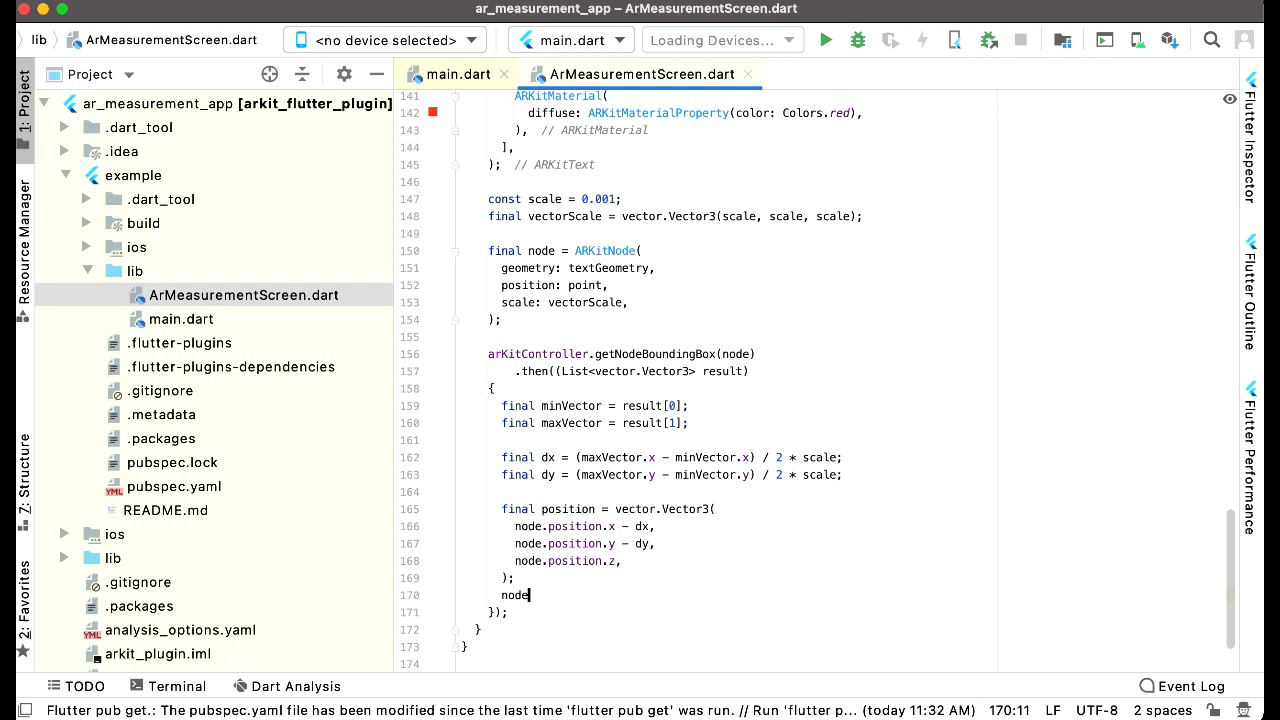 ar_measurement_app – ArMeasurementScreen.dart
lib
ArMeasurementScreen.dart
<no device selected>
main.dart
Loading Devices...
1: Project
Resource Manager
7: Structure
2: Favorites
Project
ar_measurement_app [arkit_flutter_plugin]
.dart_tool
.idea
example
.dart_tool
build
ios
lib
ArMeasurementScreen.dart
main.dart
.flutter-plugins
.flutter-plugins-dependencies
.gitignore
.metadata
.packages
pubspec.lock
pubspec.yaml
README.md
ios
lib
.gitignore
.packages
analysis_options.yaml
arkit_plugin.iml
main.dart
ArMeasurementScreen.dart
141 ARKitMaterial(
142 diffuse: ARKitMaterialProperty(color: Colors.red),
143 ), // ARKitMaterial
144 ],
145 ); // ARKitText
146
147 const scale = 0.001;
148 final vectorScale = vector.Vector3(scale, scale, scale);
149
150 final node = ARKitNode(
151 geometry: textGeometry,
152 position: point,
153 scale: vectorScale,
154 );
155
156 arKitController.getNodeBoundingBox(node)
157 .then((List<vector.Vector3> result)
158 {
159 final minVector = result[0];
160 final maxVector = result[1];
161
162 final dx = (maxVector.x - minVector.x) / 2 * scale;
163 final dy = (maxVector.y - minVector.y) / 2 * scale;
164
165 final position = vector.Vector3(
166 node.position.x - dx,
167 node.position.y - dy,
168 node.position.z,
169 );
170 node
171 });
172 }
173 }
174
Flutter Inspector
Flutter Outline
Flutter Performance
TODO
Terminal
Dart Analysis
Event Log
Flutter pub get.: The pubspec.yaml file has been modified since the last time 'flutter pub get' was run. // Run 'flutter p... (today 11:32 AM)
170:11
LF
UTF-8
2 spaces